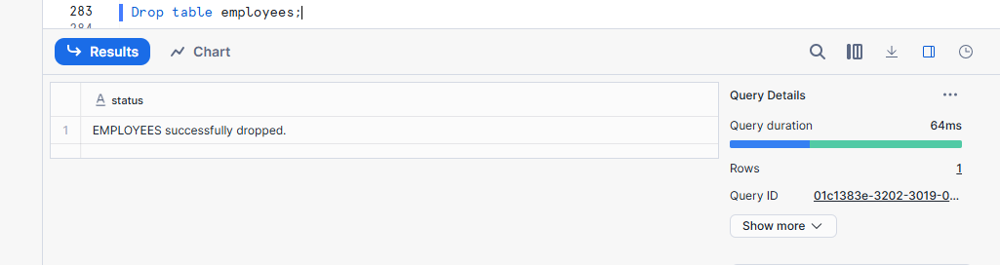 283 Drop table employees;
284
Results Chart
A status
1 EMPLOYEES successfully dropped.
Query Details ...
Query duration 64ms
Rows 1
Query ID 01c1383e-3202-3019-0...
Show more